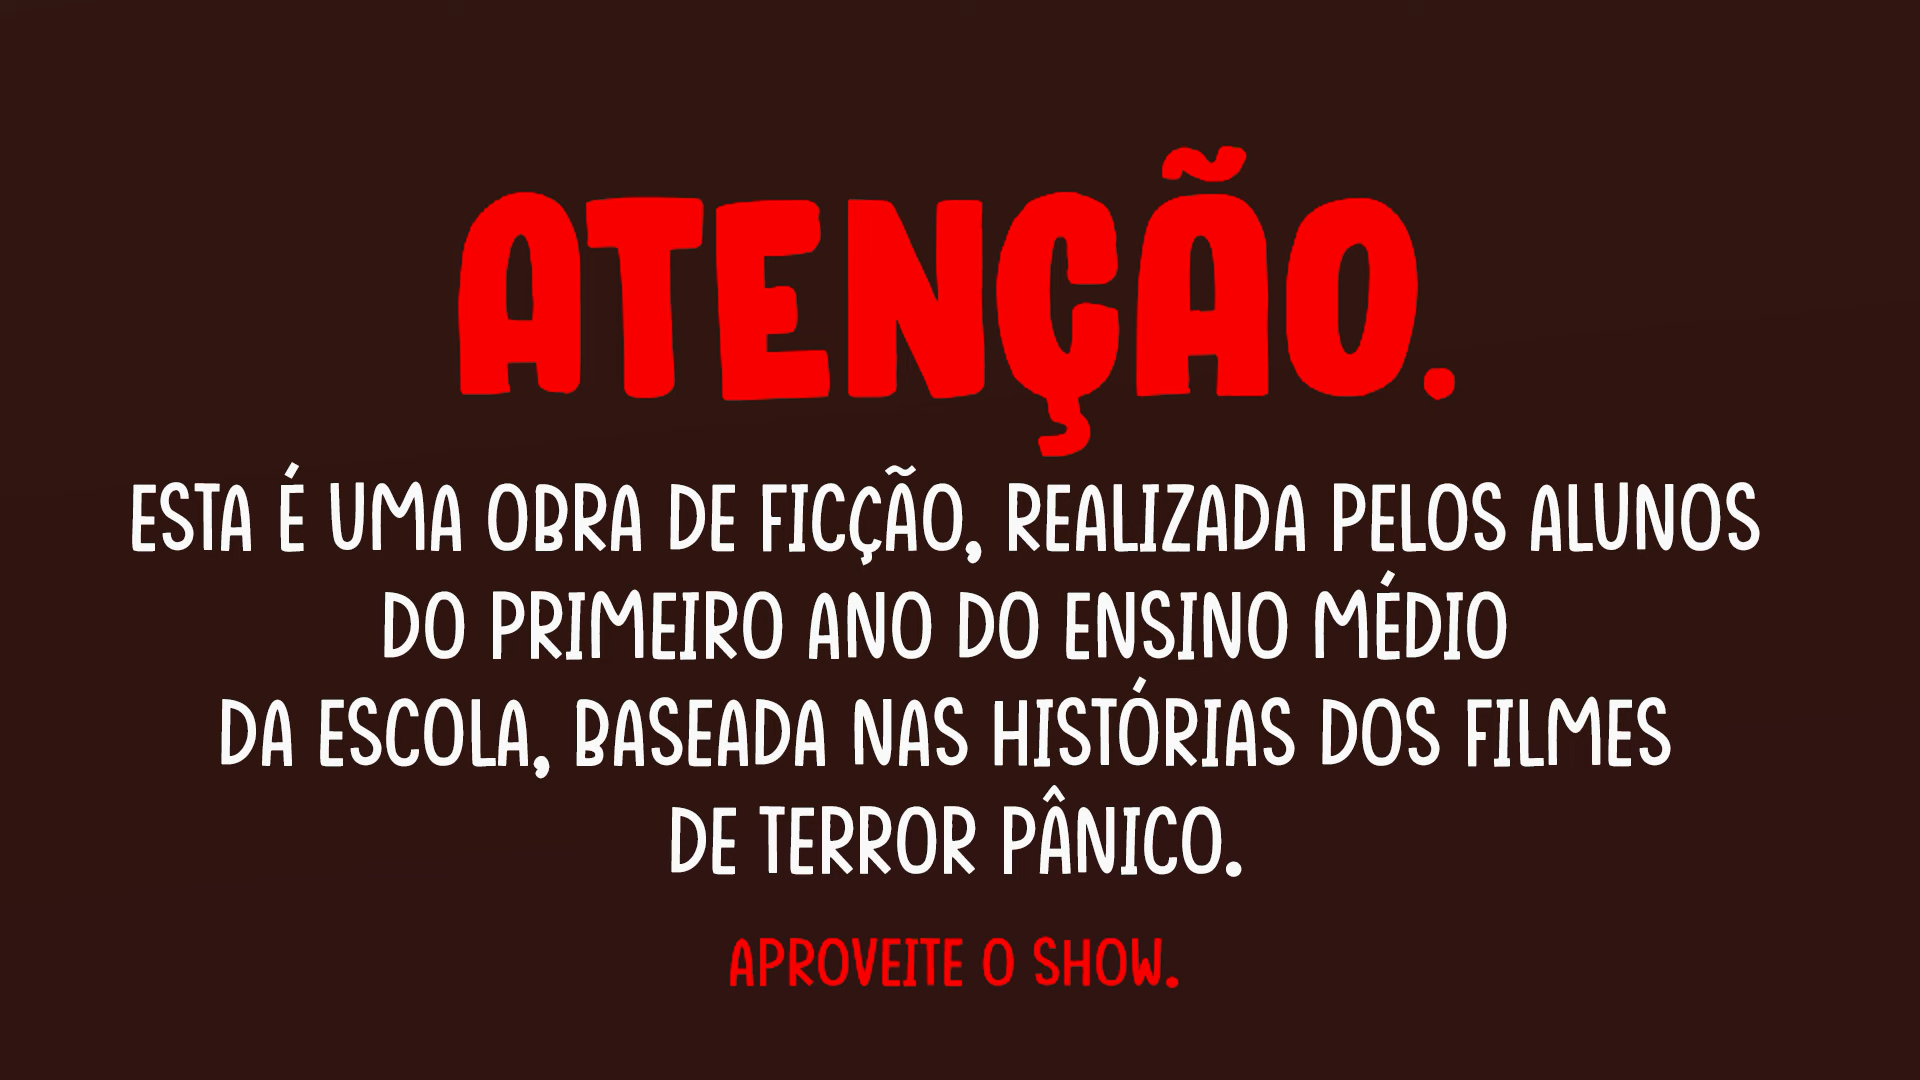 ATENÇÃO.
ESTA É UMA OBRA DE FICÇÃO, REALIZADA PELOS ALUNOS
DO PRIMEIRO ANO DO ENSINO MÉDIO
DA ESCOLA, BASEADA NAS HISTÓRIAS DOS FILMES
DE TERROR PÂNICO.
APROVEITE O SHOW.